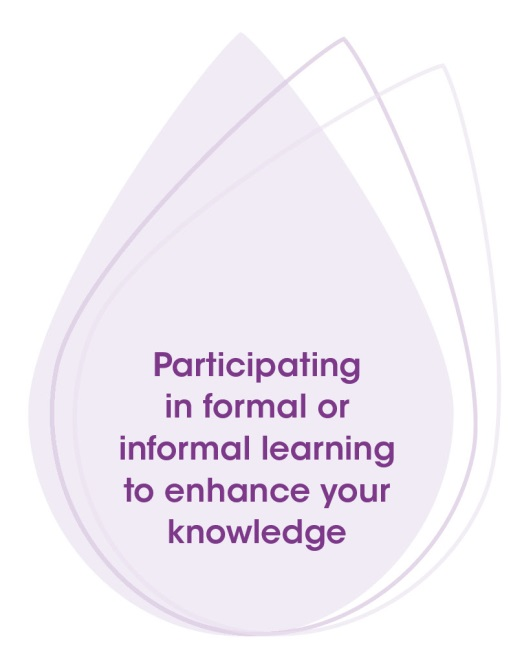 Participating
in formal or
informal learning
to enhance your
knowledge